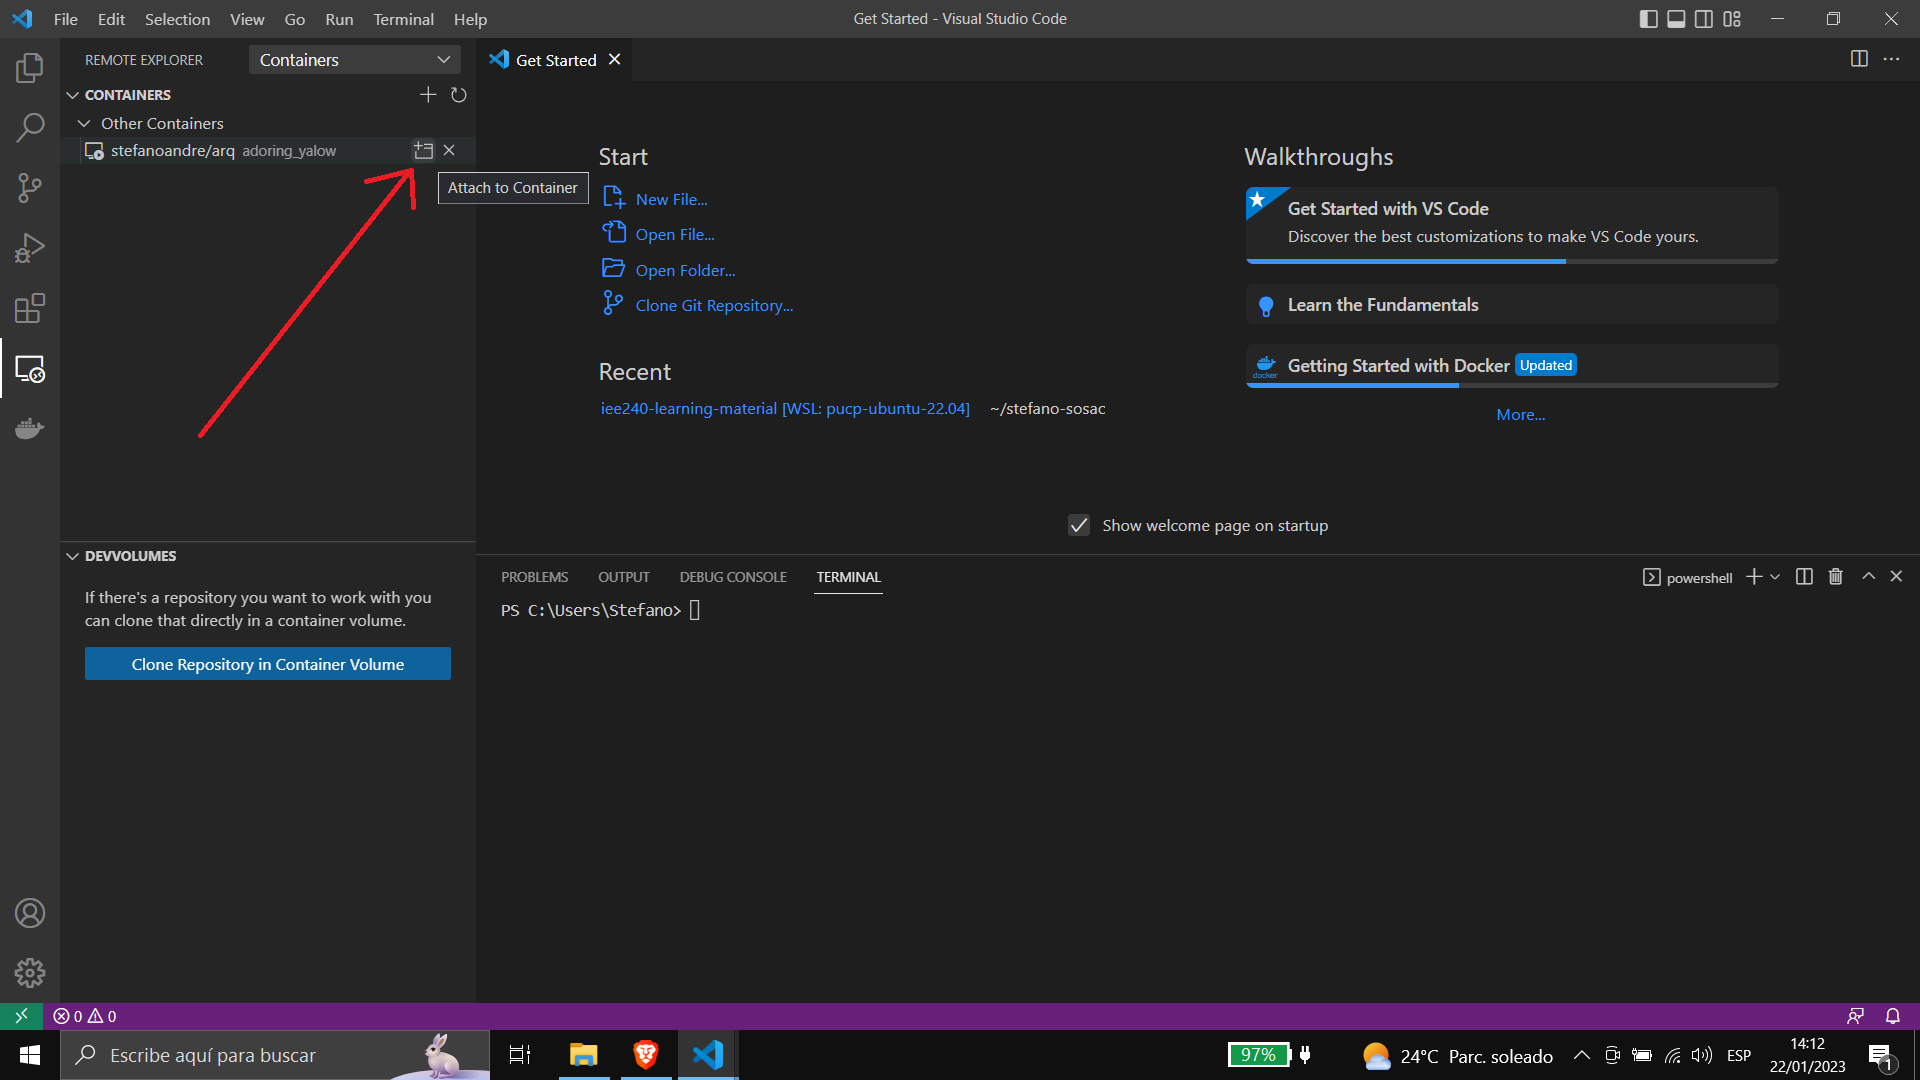 File Edit Selection View Go Run Terminal Help
Get Started - Visual Studio Code
REMOTE EXPLORER
Containers
CONTAINERS
Other Containers
stefanoandre/arq adoring_yalow
Attach to Container
Get Started
Start
New File...
Open File...
Open Folder...
Clone Git Repository...
Recent
iee240-learning-material [WSL: pucp-ubuntu-22.04] ~/stefano-sosac
Walkthroughs
Get Started with VS Code
Discover the best customizations to make VS Code yours.
Learn the Fundamentals
docker
Getting Started with Docker Updated
More...
Show welcome page on startup
DEVVOLUMES
If there's a repository you want to work with you
can clone that directly in a container volume.
Clone Repository in Container Volume
PROBLEMS OUTPUT DEBUG CONSOLE TERMINAL
powershell
PS C:\Users\Stefano>
0 0
Escribe aquí para buscar
97%
24°C Parc. soleado
ESP
14:12
22/01/2023
1